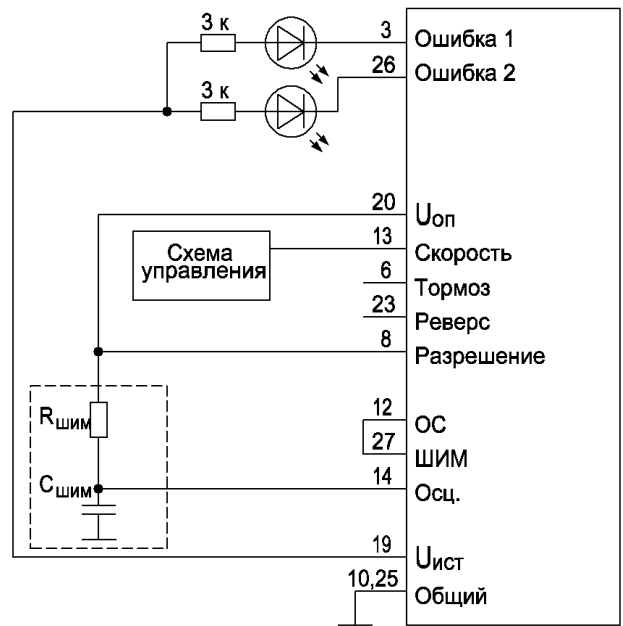 3 к
3
Ошибка 1
26
Ошибка 2
3 к
20
Uоп
13
Скорость
Схема
управления
6
Тормоз
23
Реверс
8
Разрешение
Rшим
12
ОС
27
ШИМ
Cшим
14
Осц.
19
Uист
10,25
Общий